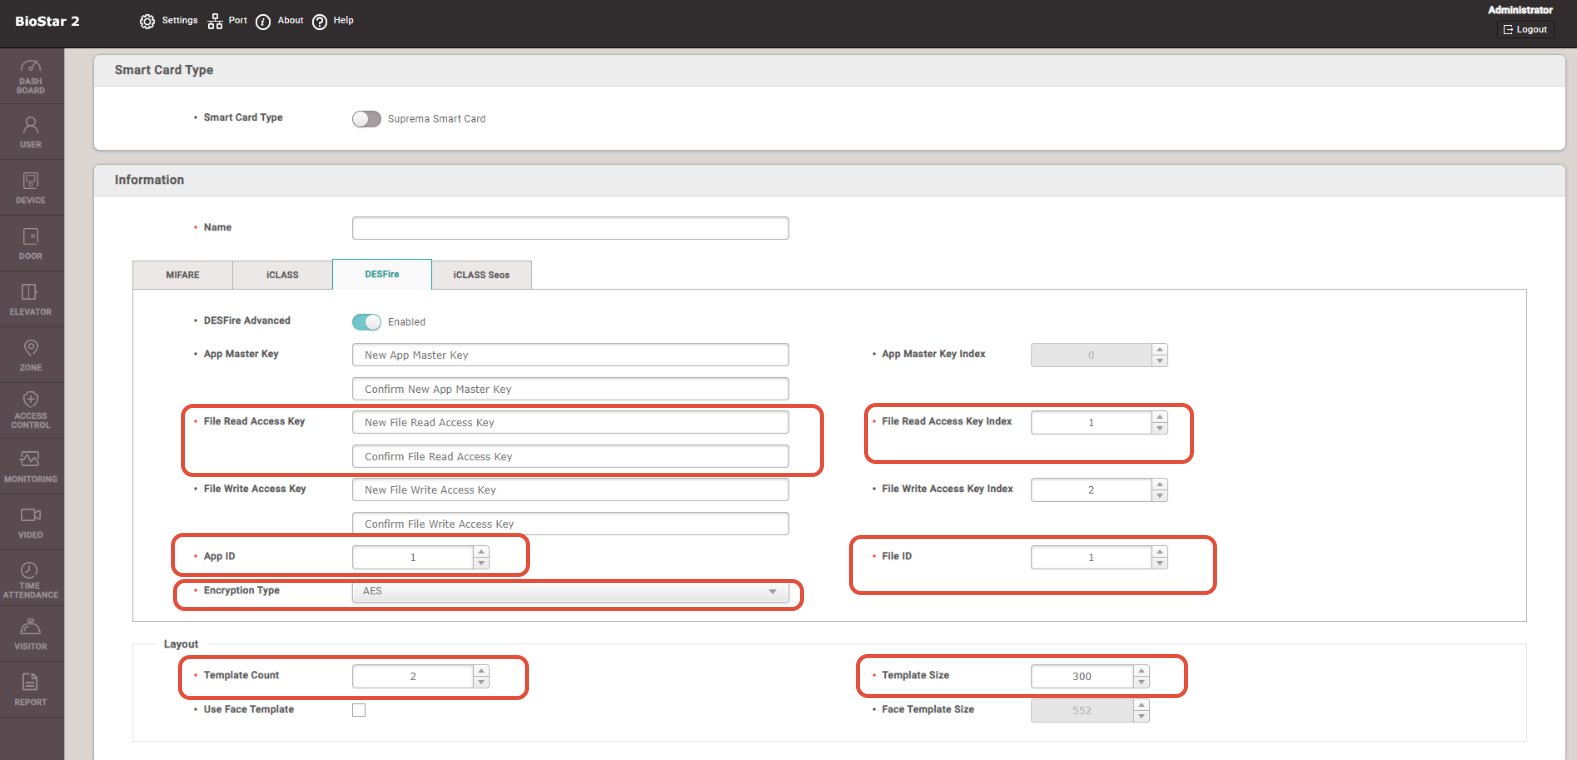 BioStar 2
Settings Port About Help
Administrator
Logout
DASH
BOARD
USER
DEVICE
DOOR
ELEVATOR
ZONE
ACCESS
CONTROL
MONITORING
VIDEO
TIME
ATTENDANCE
VISITOR
REPORT
Smart Card Type
• Smart Card Type Suprema Smart Card
Information
• Name
MIFARE iCLASS DESFire iCLASS Seos
• DESFire Advanced Enabled
• App Master Key New App Master Key • App Master Key Index 0
Confirm New App Master Key
• File Read Access Key New File Read Access Key • File Read Access Key Index 1
Confirm File Read Access Key
• File Write Access Key New File Write Access Key • File Write Access Key Index 2
Confirm File Write Access Key
• App ID 1 • File ID 1
• Encryption Type AES
Layout
• Template Count 2 • Template Size 300
• Use Face Template • Face Template Size 552